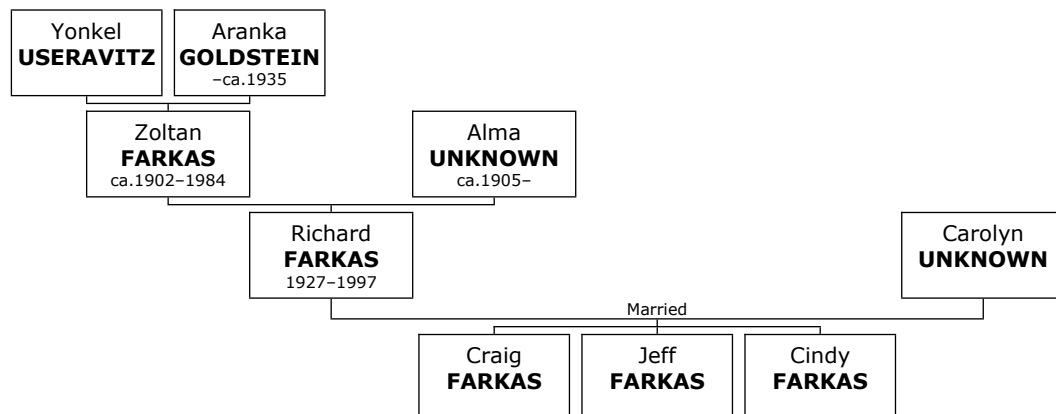 Yonkel
USERAVITZ
Aranka
GOLDSTEIN
–ca.1935
Zoltan
FARKAS
ca.1902–1984
Alma
UNKNOWN
ca.1905–
Richard
FARKAS
1927–1997
Carolyn
UNKNOWN
Married
Craig
FARKAS
Jeff
FARKAS
Cindy
FARKAS